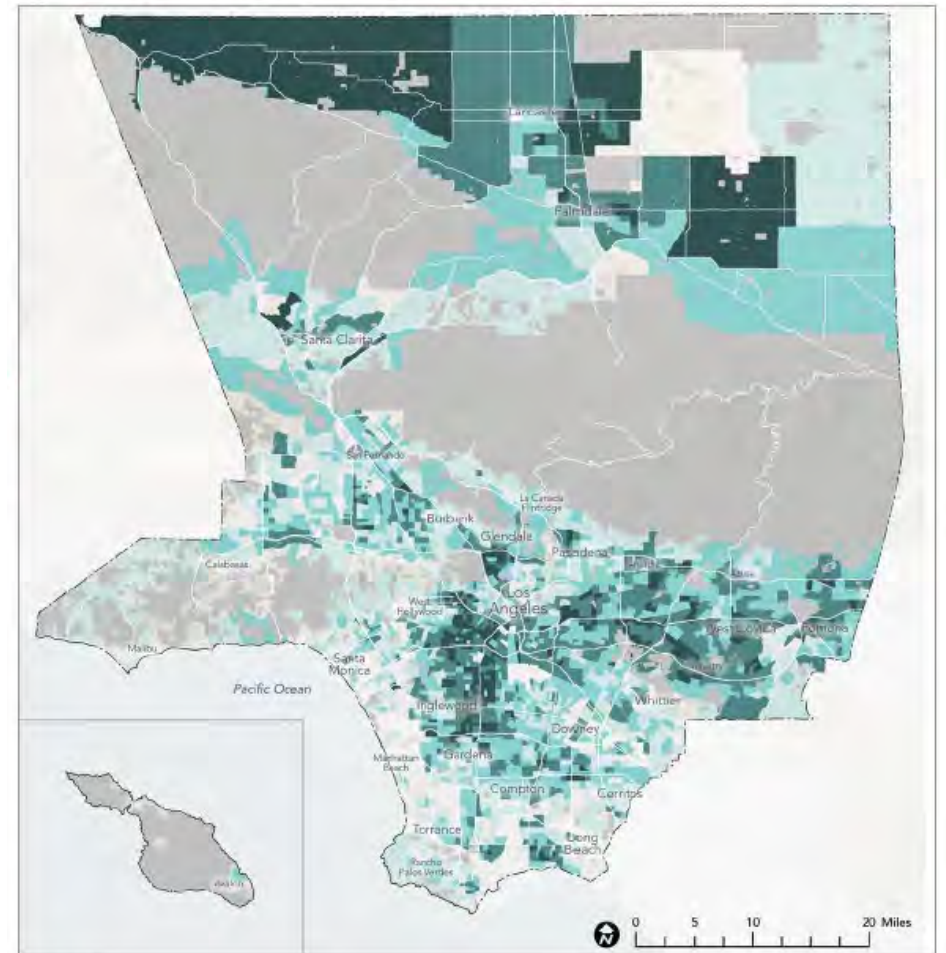 Lancaster
Palmdale
Santa Clarita
San Fernando
La Canada
Flintridge
Burbank
Glendale
Pasadena
Calabasas
West
Hollywood
Los
Angeles
West Covina
Pomona
Malibu
Santa
Monica
Pacific Ocean
Whittier
Inglewood
Downey
Manhattan
Beach
Gardena
Compton
Cerritos
Torrance
Long
Beach
Rancho
Palos Verdes
Avalon
N
0 5 10 20 Miles